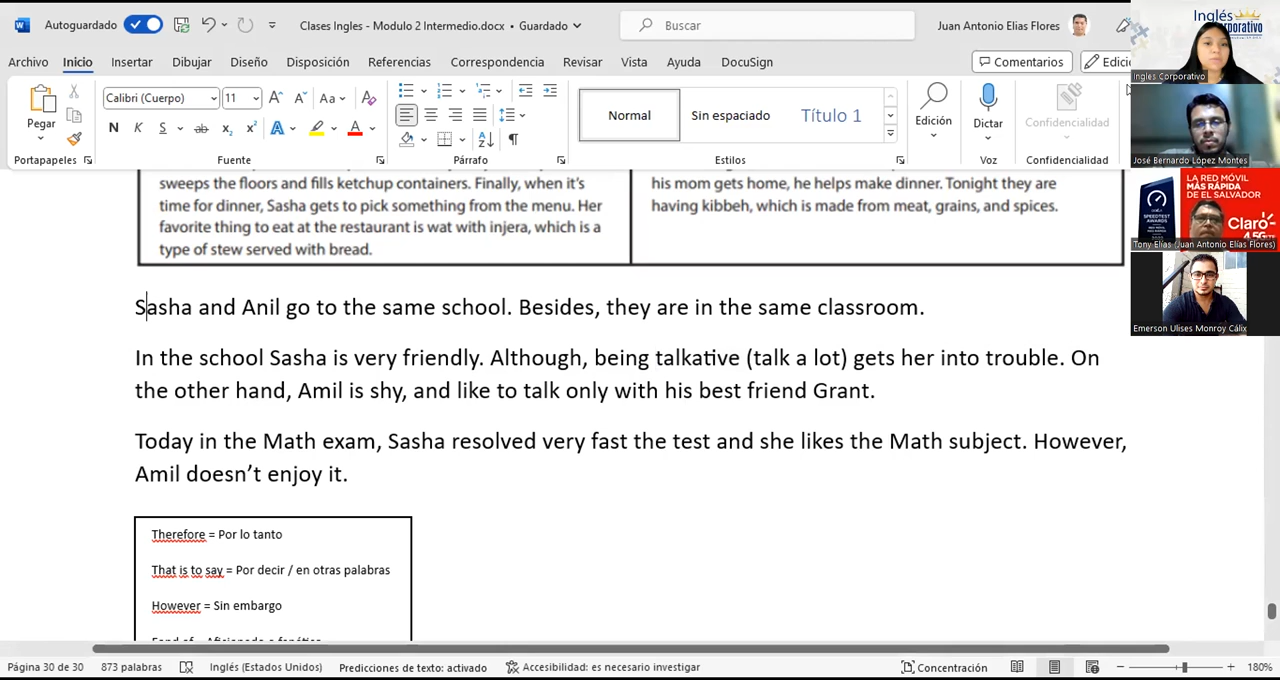 Autoguardado
Clases Ingles - Modulo 2 Intermedio.docx • Guardado
Buscar
Juan Antonio Elias Flores
Inglés
Archivo Inicio Insertar Dibujar Diseño Disposición Referencias Correspondencia Revisar Vista Ayuda DocuSign
Comentarios
Edició
Ingles Corporativo
Pegar
Calibri (Cuerpo) 11
Normal
Sin espaciado
Título 1
Edición
Dictar
Confidencialidad
Portapapeles
Fuente
Párrafo
Estilos
Voz
Confidencialidad
José Bernardo López Montes
LA RED MÓVIL
MÁS RÁPIDA
DE EL SALVADOR
SPEEDTEST
AWARDS
Claro
4.5G
Tony Elías (Juan Antonio Elías Flores)
Emerson Ulises Monroy Cálix
sweeps the floors and fills ketchup containers. Finally, when it's
time for dinner, Sasha gets to pick something from the menu. Her
favorite thing to eat at the restaurant is wat with injera, which is a
type of stew served with bread.
his mom gets home, he helps make dinner. Tonight they are
having kibbeh, which is made from meat, grains, and spices.
Sasha and Anil go to the same school. Besides, they are in the same classroom.
In the school Sasha is very friendly. Although, being talkative (talk a lot) gets her into trouble. On
the other hand, Amil is shy, and like to talk only with his best friend Grant.
Today in the Math exam, Sasha resolved very fast the test and she likes the Math subject. However,
Amil doesn't enjoy it.
Therefore = Por lo tanto
That is to say = Por decir / en otras palabras
However = Sin embargo
Página 30 de 30
873 palabras
Inglés (Estados Unidos)
Predicciones de texto: activado
Accesibilidad: es necesario investigar
Concentración
180%